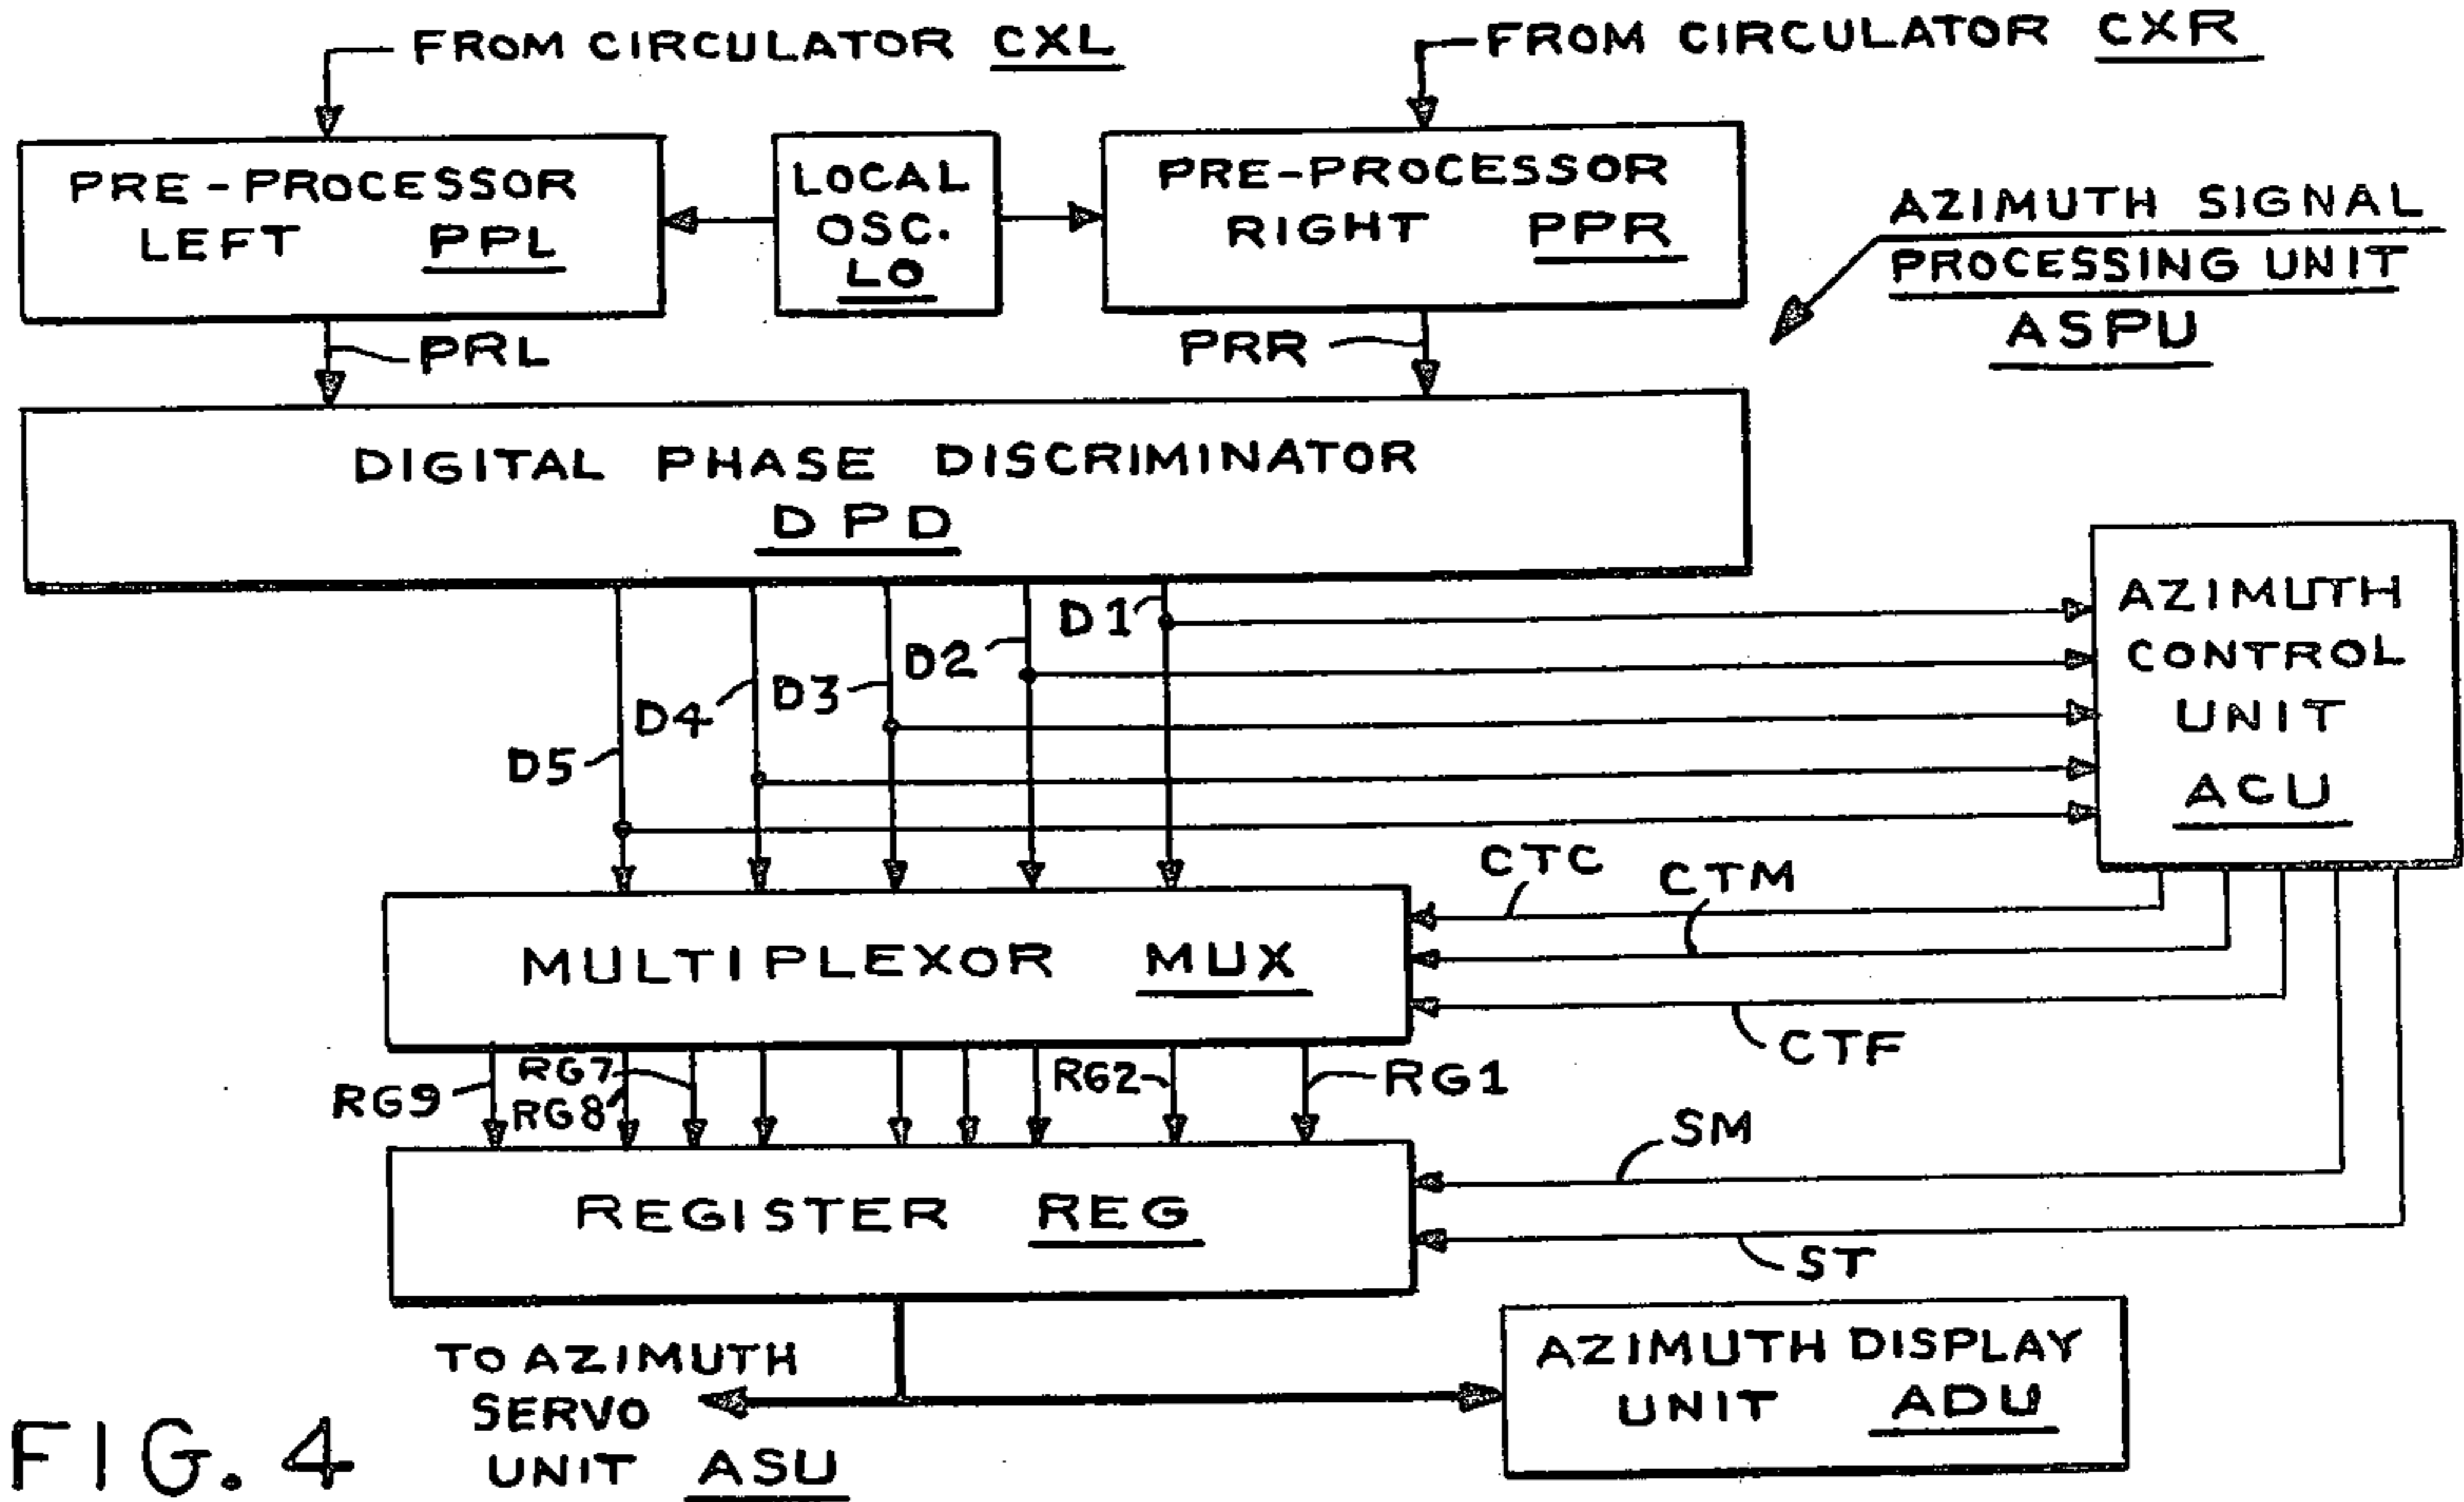 FROM CIRCULATOR CXL
FROM CIRCULATOR CXR
PRE-PROCESSOR
LEFT PPL
LOCAL
OSC.
LO
PRE-PROCESSOR
RIGHT PPR
AZIMUTH SIGNAL
PROCESSING UNIT
ASPU
PRL
PRR
DIGITAL PHASE DISCRIMINATOR
DPD
D1
D2
D3
D4
D5
AZIMUTH
CONTROL
UNIT
ACU
CTC
CTM
MULTIPLEXOR MUX
CTF
RG9
RG8
RG7
RG2
RG1
SM
REGISTER REG
ST
TO AZIMUTH
SERVO
UNIT ASU
AZIMUTH DISPLAY
UNIT ADU
FIG. 4